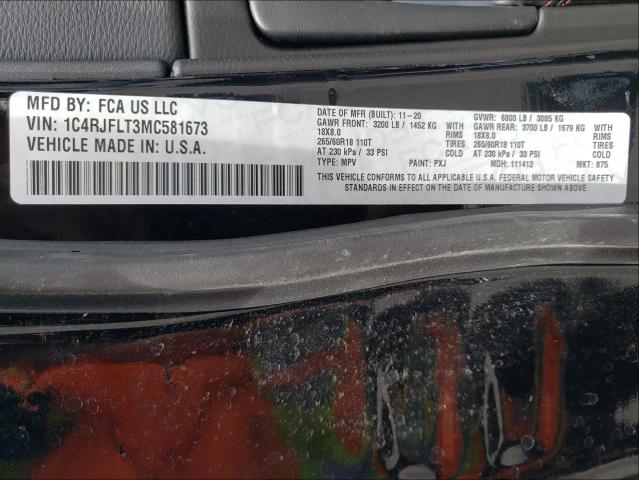 MFD BY: FCA US LLC
VIN: 1C4RJFLT3MC581673
VEHICLE MADE IN: U.S.A.
DATE OF MFR (BUILT): 11-20 GVWR: 6800 LB / 3085 KG
GAWR FRONT: 3200 LB / 1452 KG WITH GAWR REAR: 3700 LB / 1679 KG WITH
18X8.0 RIMS 18X8.0 RIMS
265/60R18 110T TIRES 265/60R18 110T TIRES
AT 230 kPa / 33 PSI AT 230 kPa / 33 PSI
TYPE: MPV PAINT: PXJ MDH: 111412 MKT: 875
THIS VEHICLE CONFORMS TO ALL APPLICABLE U.S.A. FEDERAL MOTOR VEHICLE SAFETY
STANDARDS IN EFFECT ON THE DATE OF MANUFACTURE SHOWN ABOVE